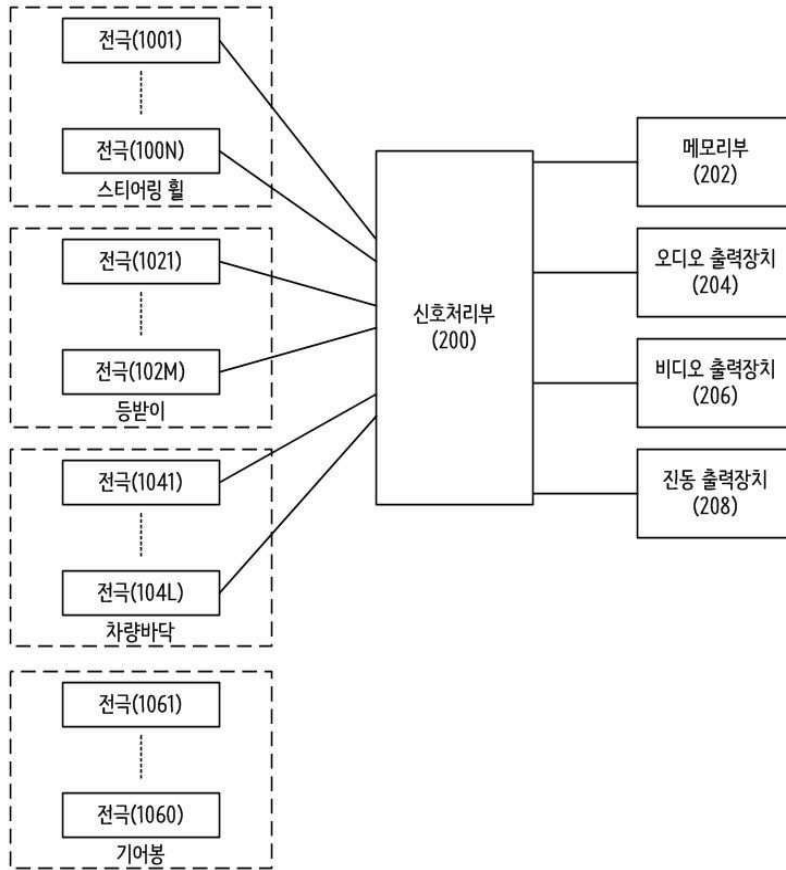 전극(1001)
전극(100N)
스티어링 휠
전극(1021)
전극(102M)
등받이
전극(1041)
전극(104L)
차량바닥
전극(1061)
전극(1060)
기어봉
신호처리부
(200)
메모리부
(202)
오디오 출력장치
(204)
비디오 출력장치
(206)
진동 출력장치
(208)